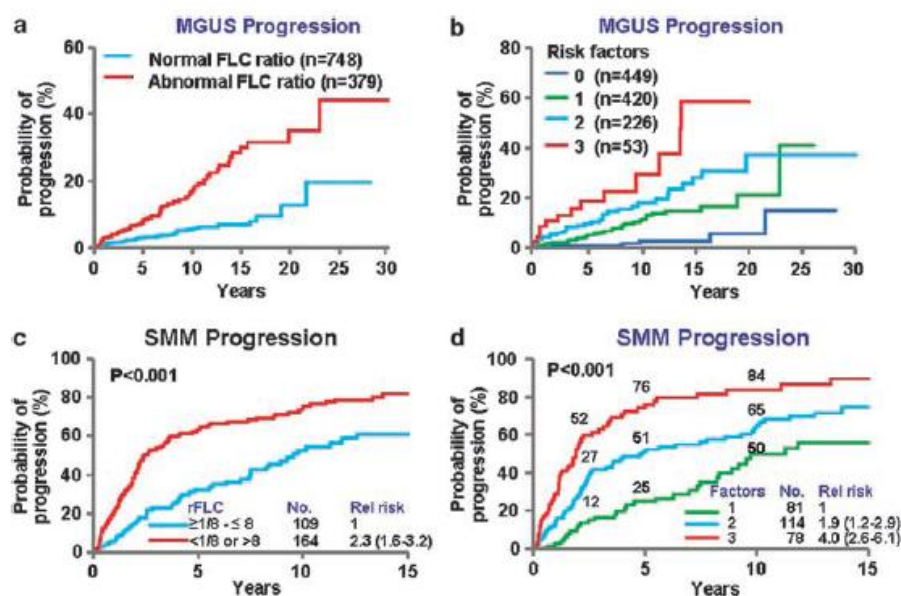 a
MGUS Progression
Probability of
progression (%)
60
40
20
0
Normal FLC ratio (n=748)
Abnormal FLC ratio (n=379)
0 5 10 15 20 25 30
Years
b
MGUS Progression
Probability of
progression (%)
80
60
40
20
0
Risk factors
0 (n=449)
1 (n=420)
2 (n=226)
3 (n=53)
0 5 10 15 20 25 30
Years
c
SMM Progression
Probability of
progression (%)
100
80
60
40
20
0
P<0.001
rFLC No. Rel risk
≥1/8 - ≤ 8 109 1
<1/8 or >8 164 2.3 (1.6-3.2)
0 5 10 15
Years
d
SMM Progression
Probability of
progression (%)
100
80
60
40
20
0
P<0.001
52 76 84
27 51 65
12 25 50
Factors No. Rel risk
1 81 1
2 114 1.9 (1.2-2.9)
3 78 4.0 (2.6-6.1)
0 5 10 15
Years